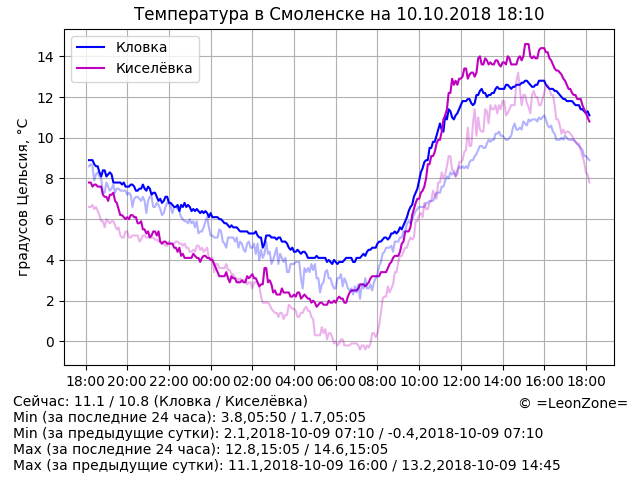 Температура в Смоленске на 10.10.2018 18:10
Кловка
Киселёвка
градусов Цельсия, °C
14
12
10
8
6
4
2
0
18:00 20:00 22:00 00:00 02:00 04:00 06:00 08:00 10:00 12:00 14:00 16:00 18:00
Сейчас: 11.1 / 10.8 (Кловка / Киселёвка)
© =LeonZone=
Min (за последние 24 часа): 3.8,05:50 / 1.7,05:05
Min (за предыдущие сутки): 2.1,2018-10-09 07:10 / -0.4,2018-10-09 07:10
Max (за последние 24 часа): 12.8,15:05 / 14.6,15:05
Max (за предыдущие сутки): 11.1,2018-10-09 16:00 / 13.2,2018-10-09 14:45